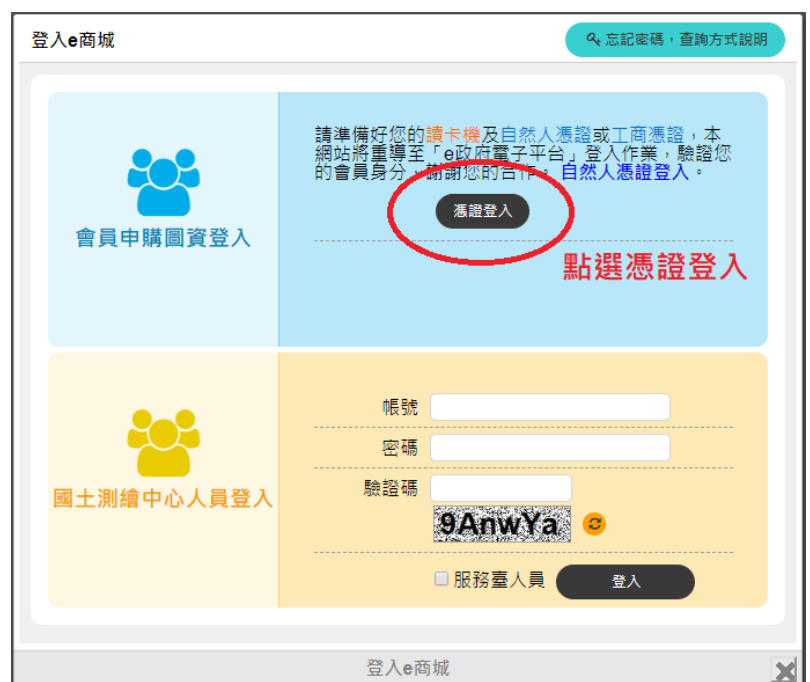 登入e商城
忘記密碼，查詢方式說明
請準備好您的讀卡機及自然人憑證或工商憑證，本
網站將重導至「e政府電子平台」登入作業，驗證您
的會員身分，謝謝您的合作。 自然人憑證登入。
憑證登入
會員申購圖資登入
點選憑證登入
帳號
密碼
驗證碼
國土測繪中心人員登入
9AnwYa
服務臺人員
登入
登入e商城